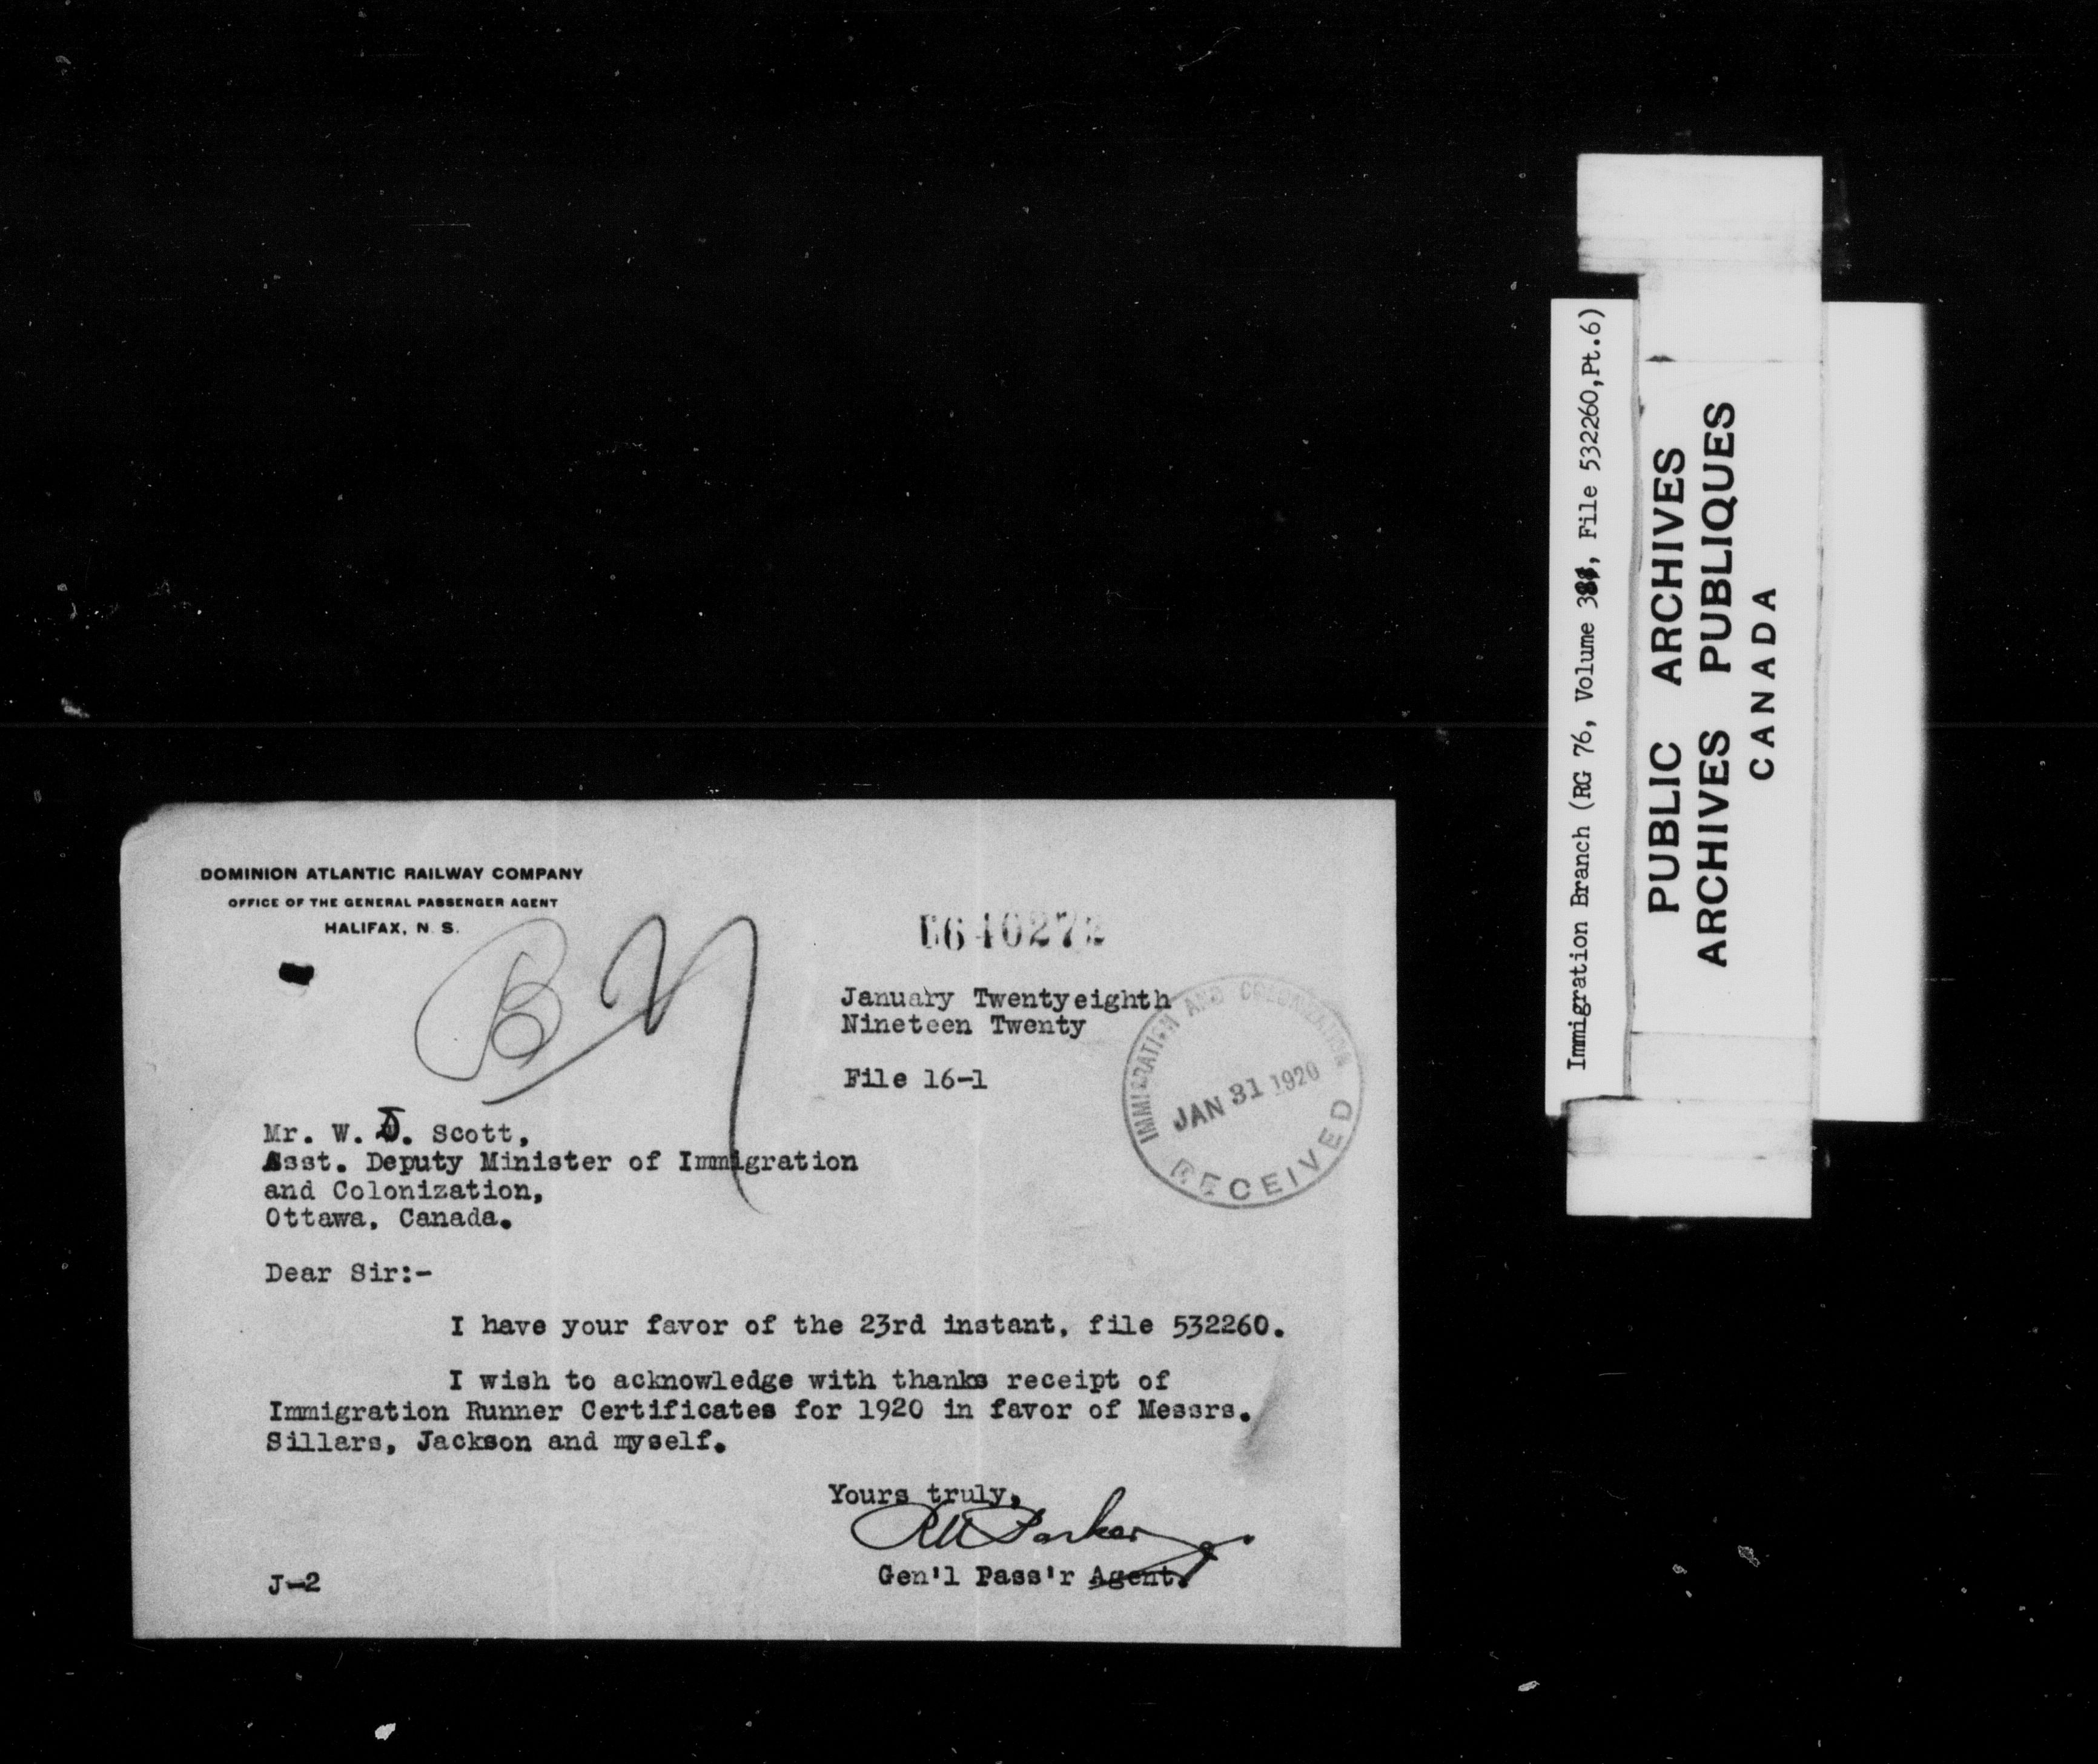 DOMINION ATLANTIC RAILWAY COMPANY
OFFICE OF THE GENERAL PASSENGER AGENT
HALIFAX, N. S.
January Twentyeighth
Nineteen Twenty
File 16-1
IMMIGRATION AND COLONIZATION
JAN 31 1920
RECEIVED
Mr. W. D. Scott,
Asst. Deputy Minister of Immigration
and Colonization,
Ottawa, Canada.
Dear Sir:-
I have your favor of the 23rd instant, file 532260.
I wish to acknowledge with thanks receipt of
Immigration Runner Certificates for 1920 in favor of Messrs.
Sillars, Jackson and myself.
Yours truly,
Parker
Gen'l Pass'r Agent.
J-2
Immigration Branch (RG 76, Volume , File 532260,Pt.6)
PUBLIC ARCHIVES
ARCHIVES PUBLIQUES
CANADA